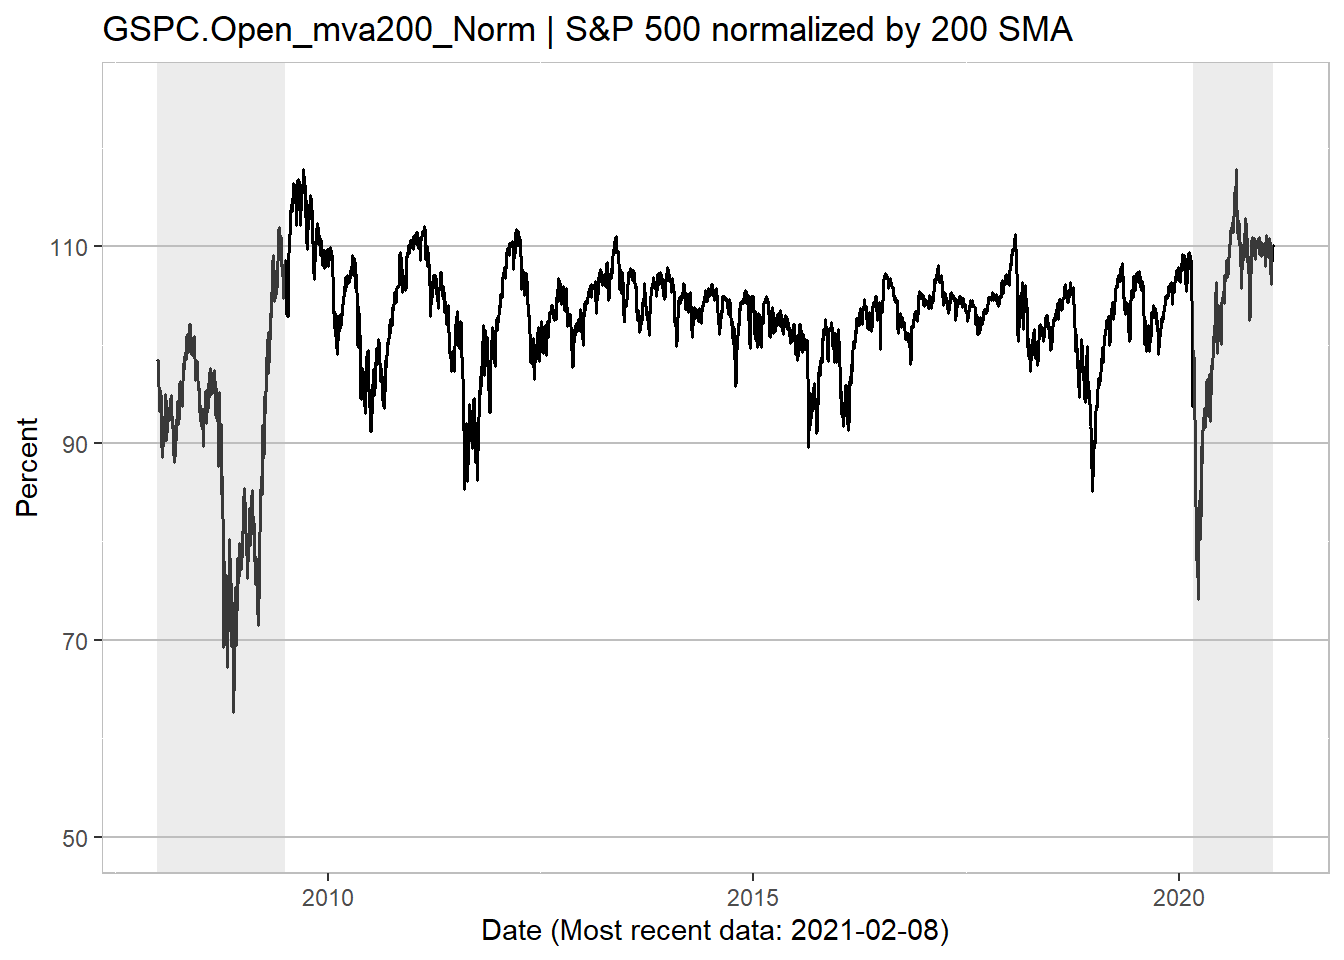 GSPC.Open_mva200_Norm | S&P 500 normalized by 200 SMA
110
90
70
50
Percent
2010
2015
2020
Date (Most recent data: 2021-02-08)